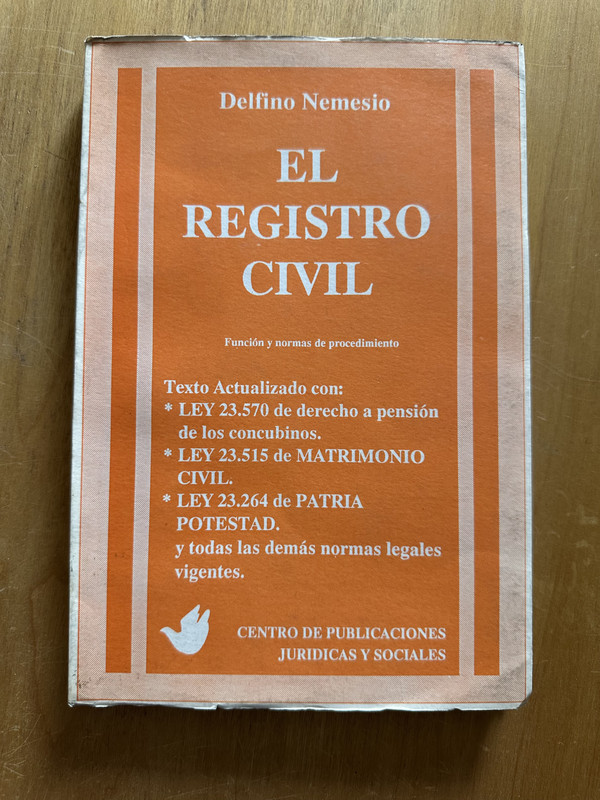 Delfino Nemesio
EL
REGISTRO
CIVIL
Función y normas de procedimiento
Texto Actualizado con:
* LEY 23.570 de derecho a pensión
de los concubinos.
* LEY 23.515 de MATRIMONIO
CIVIL.
* LEY 23.264 de PATRIA
POTESTAD.
y todas las demás normas legales
vigentes.
CENTRO DE PUBLICACIONES
JURIDICAS Y SOCIALES